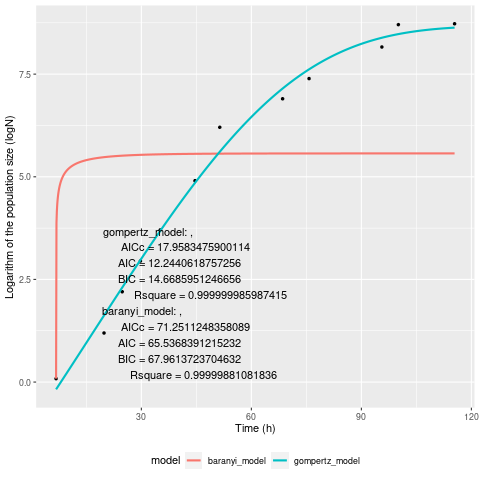 Logarithm of the population size (logN)
7.5
5.0
2.5
0.0
gompertz_model: ,
AICc = 17.9583475900114
AIC = 12.2440618757256
BIC = 14.6685951246656
Rsquare = 0.999999985987415
baranyi_model: ,
AICc = 71.2511248358089
AIC = 65.5368391215232
BIC = 67.9613723704632
Rsquare = 0.99999881081836
30 60 90 120
Time (h)
model baranyi_model gompertz_model